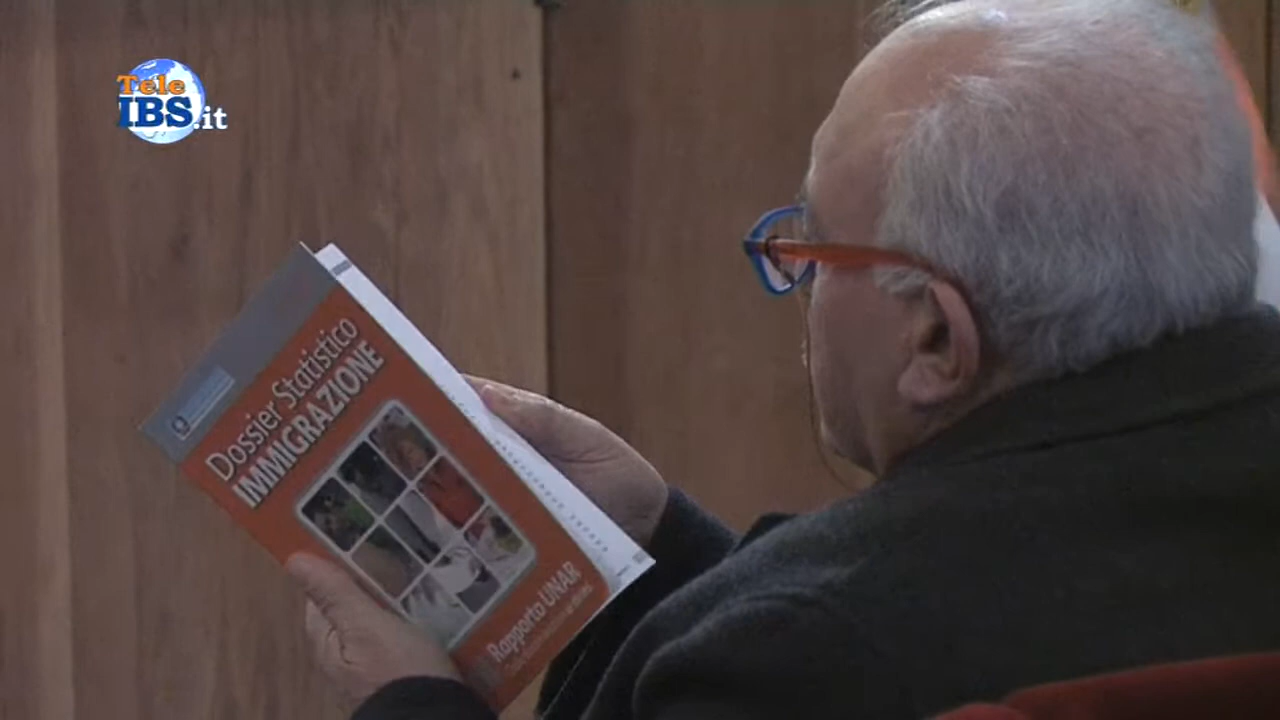 Tele
IBS.it
Dossier Statistico
IMMIGRAZIONE
Rapporto UNAR